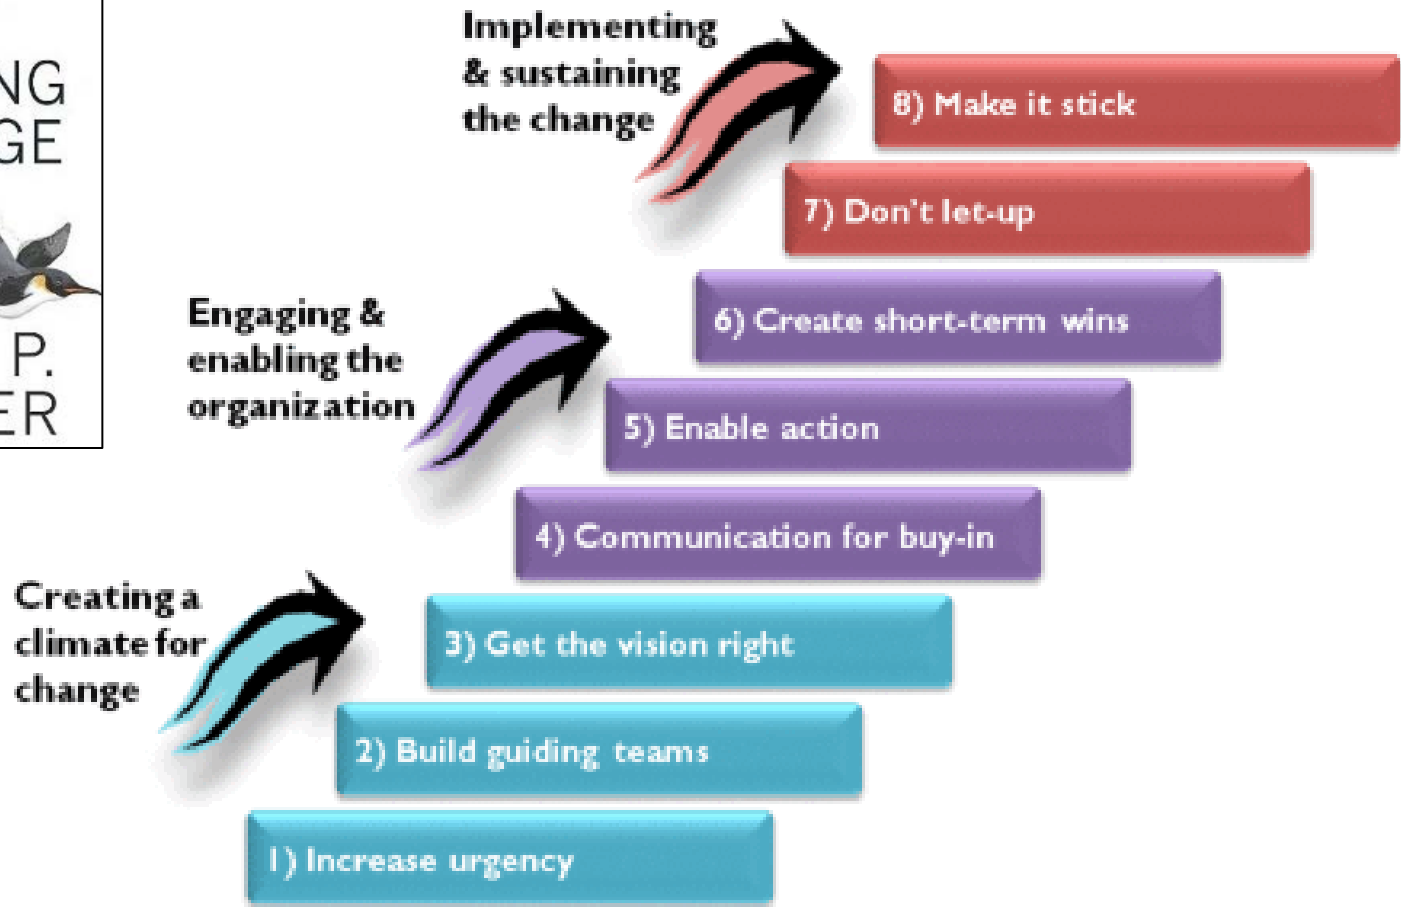 NG
GE
P.
ER
Implementing
& sustaining
the change
8) Make it stick
7) Don't let-up
6) Create short-term wins
Engaging &
enabling the
organization
5) Enable action
4) Communication for buy-in
Creating a
climate for
change
3) Get the vision right
2) Build guiding teams
1) Increase urgency